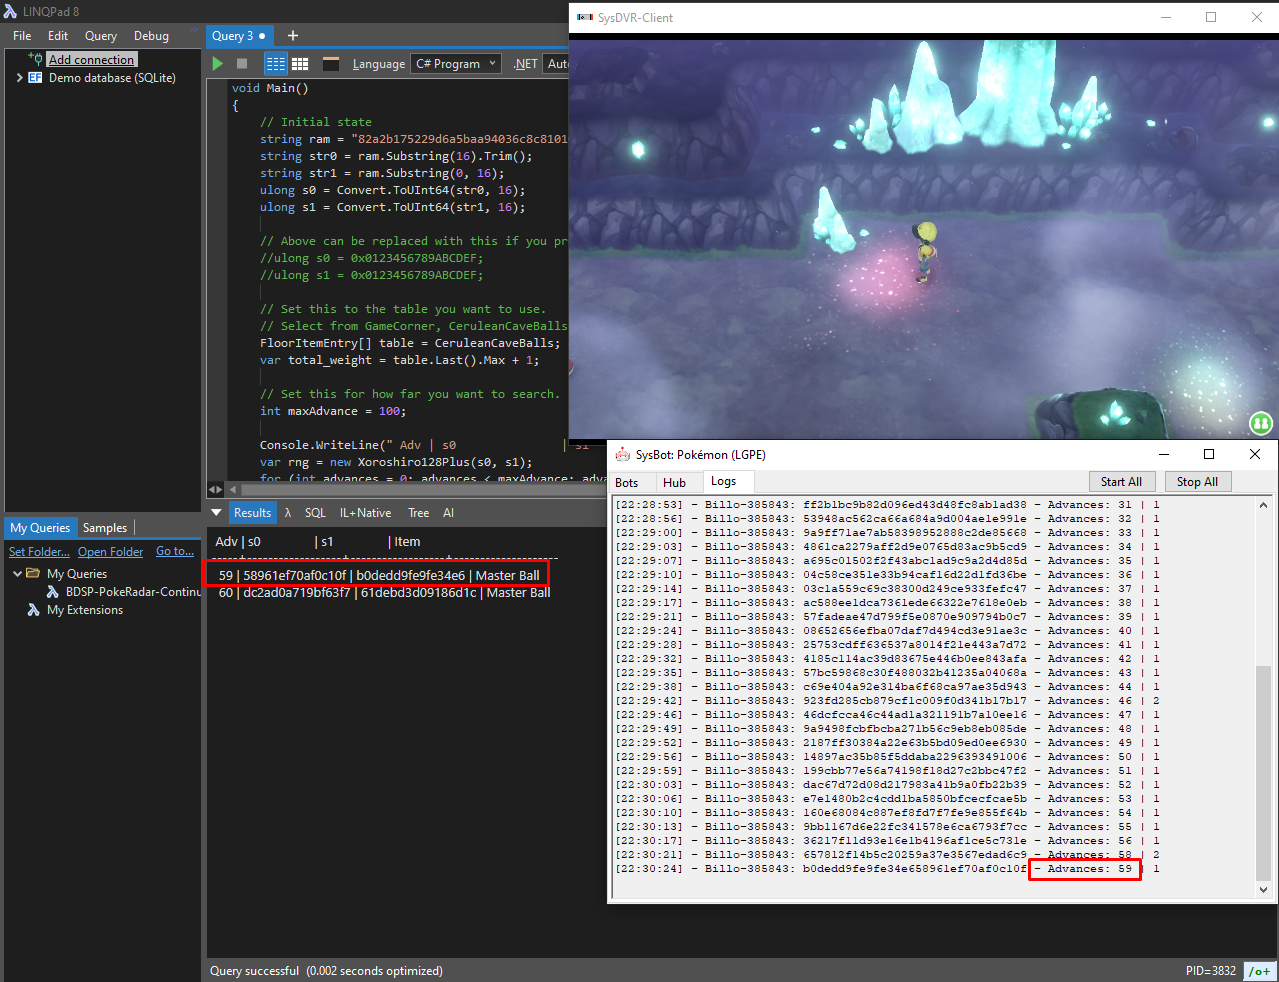 LINQPad 8
File Edit Query Debug
Add connection
EF Demo database (SQLite)
Query 3
Language C# Program .NET Auto
void Main()
{
// Initial state
string ram = "82a2b175229d6a5baa94036c8c8101
string str0 = ram.Substring(16).Trim();
string str1 = ram.Substring(0, 16);
ulong s0 = Convert.ToUInt64(str0, 16);
ulong s1 = Convert.ToUInt64(str1, 16);
// Above can be replaced with this if you pr
//ulong s0 = 0x0123456789ABCDEF;
//ulong s1 = 0x0123456789ABCDEF;
// Set this to the table you want to use.
// Select from GameCorner, CeruleanCaveBalls
FloorItemEntry[] table = CeruleanCaveBalls;
var total_weight = table.Last().Max + 1;
// Set this for how far you want to search.
int maxAdvance = 100;
Console.WriteLine(" Adv | s0 | s1
var rng = new Xoroshiro128Plus(s0, s1);
for (int advances = 0; advances < maxAdvance; adv
Results λ SQL IL+Native Tree AI
Adv | s0 | s1 | Item
59 | 58961ef70af0c10f | b0dedd9fe9fe34e6 | Master Ball
60 | dc2ad0a719bf63f7 | 61debd3d09186d1c | Master Ball
My Queries Samples
Set Folder... Open Folder Go to...
My Queries
BDSP-PokeRadar-Continu
My Extensions
Query successful (0.002 seconds optimized)
PID=3832 /o+
SysDVR-Client
SysBot: Pokémon (LGPE)
Bots Hub Logs Start All Stop All
[22:28:53] - Billo-385843: ff2b1bc9b82d096ed43d48fc8ab1ad38 - Advances: 31 | 1
[22:28:56] - Billo-385843: 53948ac562ca66a684a9d004ae1e991e - Advances: 32 | 1
[22:29:00] - Billo-385843: 9a9ff71ae7ab58398952888c2de85668 - Advances: 33 | 1
[22:29:03] - Billo-385843: 4861ca2279aff2d9e0765d83ac9b5cd9 - Advances: 34 | 1
[22:29:07] - Billo-385843: a695c01502f2f43abc1ad9c9a2d4d85a - Advances: 35 | 1
[22:29:10] - Billo-385843: 04c58ce351e33b94caf16d22d1fd36be - Advances: 36 | 1
[22:29:14] - Billo-385843: 03c1a559c69c38300d249ce933fefc47 - Advances: 37 | 1
[22:29:17] - Billo-385843: ac588ee1dca7361ede66322e7618e0eb - Advances: 38 | 1
[22:29:21] - Billo-385843: 57fadeae47d799f5e0870e909794b0c7 - Advances: 39 | 1
[22:29:24] - Billo-385843: 08652656efba07daf7d494cd3e91ae3c - Advances: 40 | 1
[22:29:28] - Billo-385843: 25753cdff636537a8014f21e443a7d72 - Advances: 41 | 1
[22:29:32] - Billo-385843: 4185c114ac39d83675e446b0ee843afa - Advances: 42 | 1
[22:29:35] - Billo-385843: 57bc59868c30f488032b41235a04068a - Advances: 43 | 1
[22:29:38] - Billo-385843: c69e404a92e314ba6f68ca97ae35d943 - Advances: 44 | 1
[22:29:42] - Billo-385843: 923fd285cb879cf1c009f0d341b17b17 - Advances: 46 | 2
[22:29:46] - Billo-385843: 46dcfcca46c44ad1a321191b7a10ee16 - Advances: 47 | 1
[22:29:49] - Billo-385843: 9a9498fcbfbcba271b56c9eb8eb085de - Advances: 48 | 1
[22:29:52] - Billo-385843: 2187ff30384a22e63b5bd09ed0ee6930 - Advances: 49 | 1
[22:29:56] - Billo-385843: 14897ac35b85f5ddaba2296393491006 - Advances: 50 | 1
[22:29:59] - Billo-385843: 199cbb77e56a74198f18d27c2bbc47f2 - Advances: 51 | 1
[22:30:03] - Billo-385843: dac67d72d08d217983a41b9a0fb22b39 - Advances: 52 | 1
[22:30:06] - Billo-385843: e7e1480b2c4cdd1ba5850bfcecfcae5b - Advances: 53 | 1
[22:30:10] - Billo-385843: 160e68084c887ef8fd7f7fe9e855f64b - Advances: 54 | 1
[22:30:13] - Billo-385843: 9bb1167d6e22fc341578e6ca6793f7cc - Advances: 55 | 1
[22:30:17] - Billo-385843: 36217f11d93e16e1b4196af1ce5c731e - Advances: 56 | 1
[22:30:21] - Billo-385843: 657812f14b5c20259a37e3567edad6c9 - Advances: 58 | 2
[22:30:24] - Billo-385843: b0dedd9fe9fe34e658961ef70af0c10f - Advances: 59 | 1